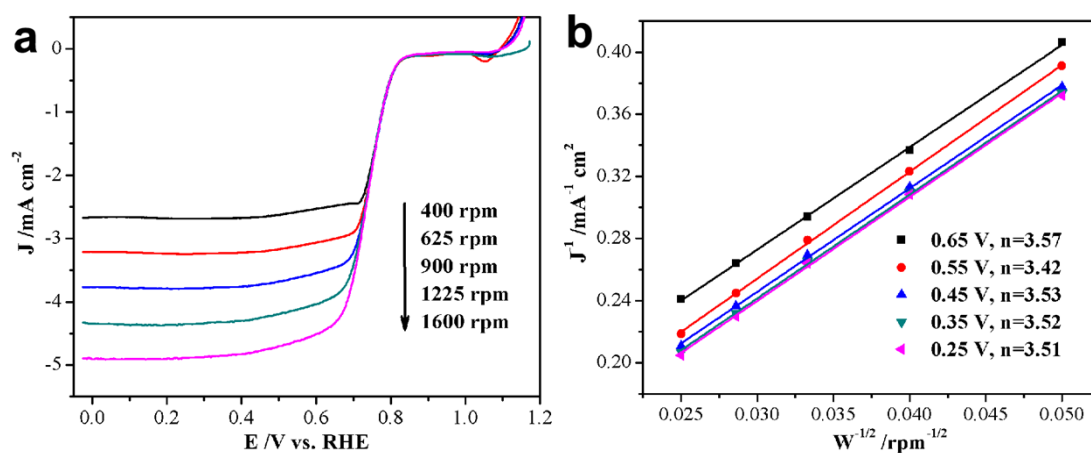 a
0
-1
-2
-3
-4
-5
J /mA cm⁻²
400 rpm
625 rpm
900 rpm
1225 rpm
1600 rpm
0.0 0.2 0.4 0.6 0.8 1.0 1.2
E /V vs. RHE
b
0.40
0.36
0.32
0.28
0.24
0.20
J⁻¹ /mA⁻¹ cm²
0.65 V, n=3.57
0.55 V, n=3.42
0.45 V, n=3.53
0.35 V, n=3.52
0.25 V, n=3.51
0.025 0.030 0.035 0.040 0.045 0.050
W⁻¹/² /rpm⁻¹/²